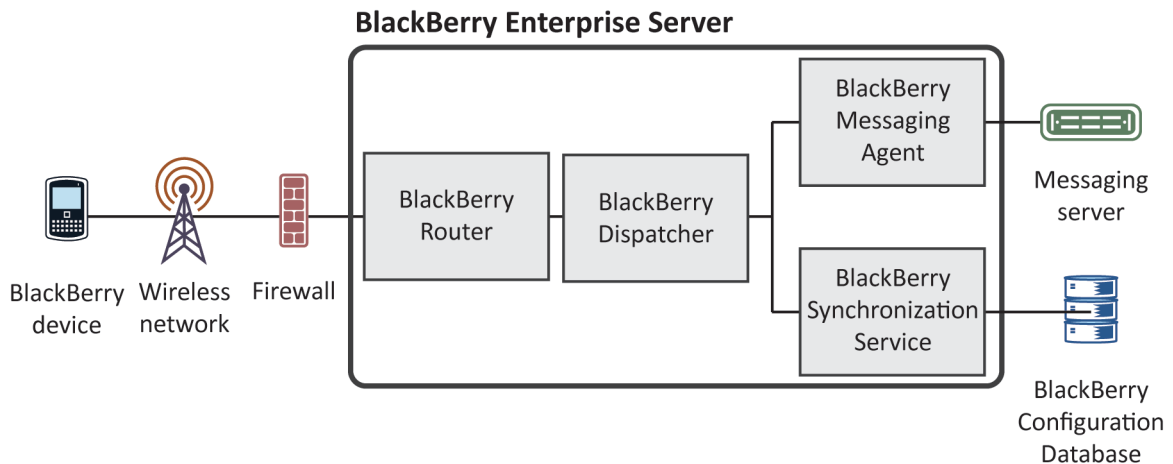 BlackBerry Enterprise Server
BlackBerry
device
Wireless
network
Firewall
BlackBerry
Router
BlackBerry
Dispatcher
BlackBerry
Messaging
Agent
BlackBerry
Synchronization
Service
Messaging
server
BlackBerry
Configuration
Database